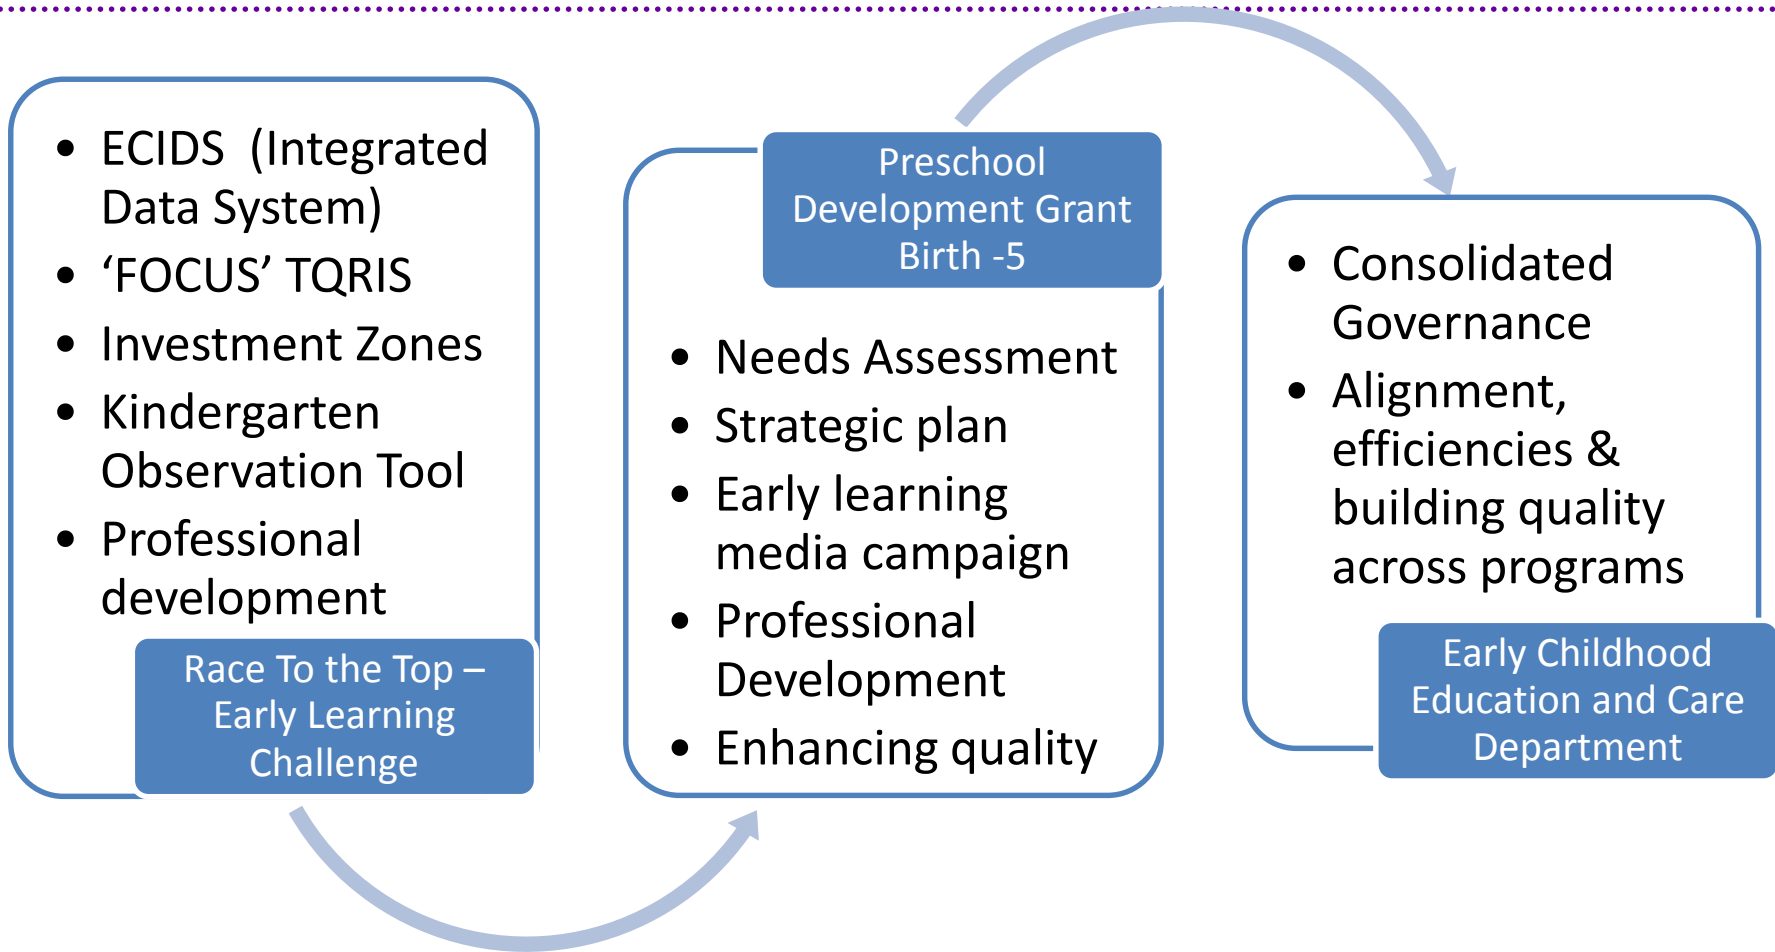 • ECIDS (Integrated
Data System)
• ‘FOCUS’ TQRIS
• Investment Zones
• Kindergarten
Observation Tool
• Professional
development
Race To the Top –
Early Learning
Challenge
Preschool
Development Grant
Birth -5
• Needs Assessment
• Strategic plan
• Early learning
media campaign
• Professional
Development
• Enhancing quality
• Consolidated
Governance
• Alignment,
efficiencies &
building quality
across programs
Early Childhood
Education and Care
Department